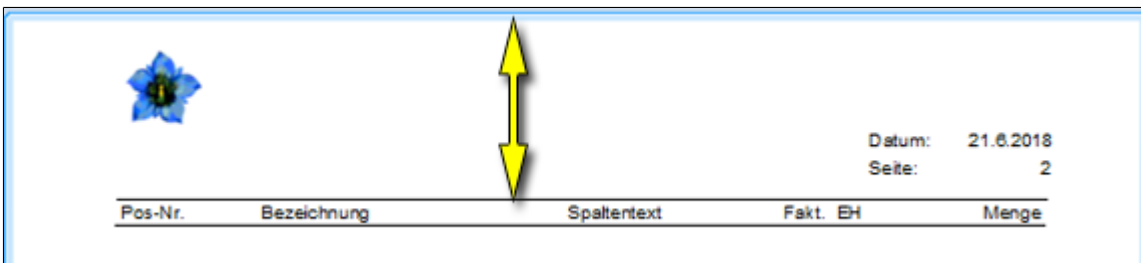 Datum: 21.6.2018
Seite: 2
Pos-Nr. Bezeichnung Spaltentext Fakt. EH Menge